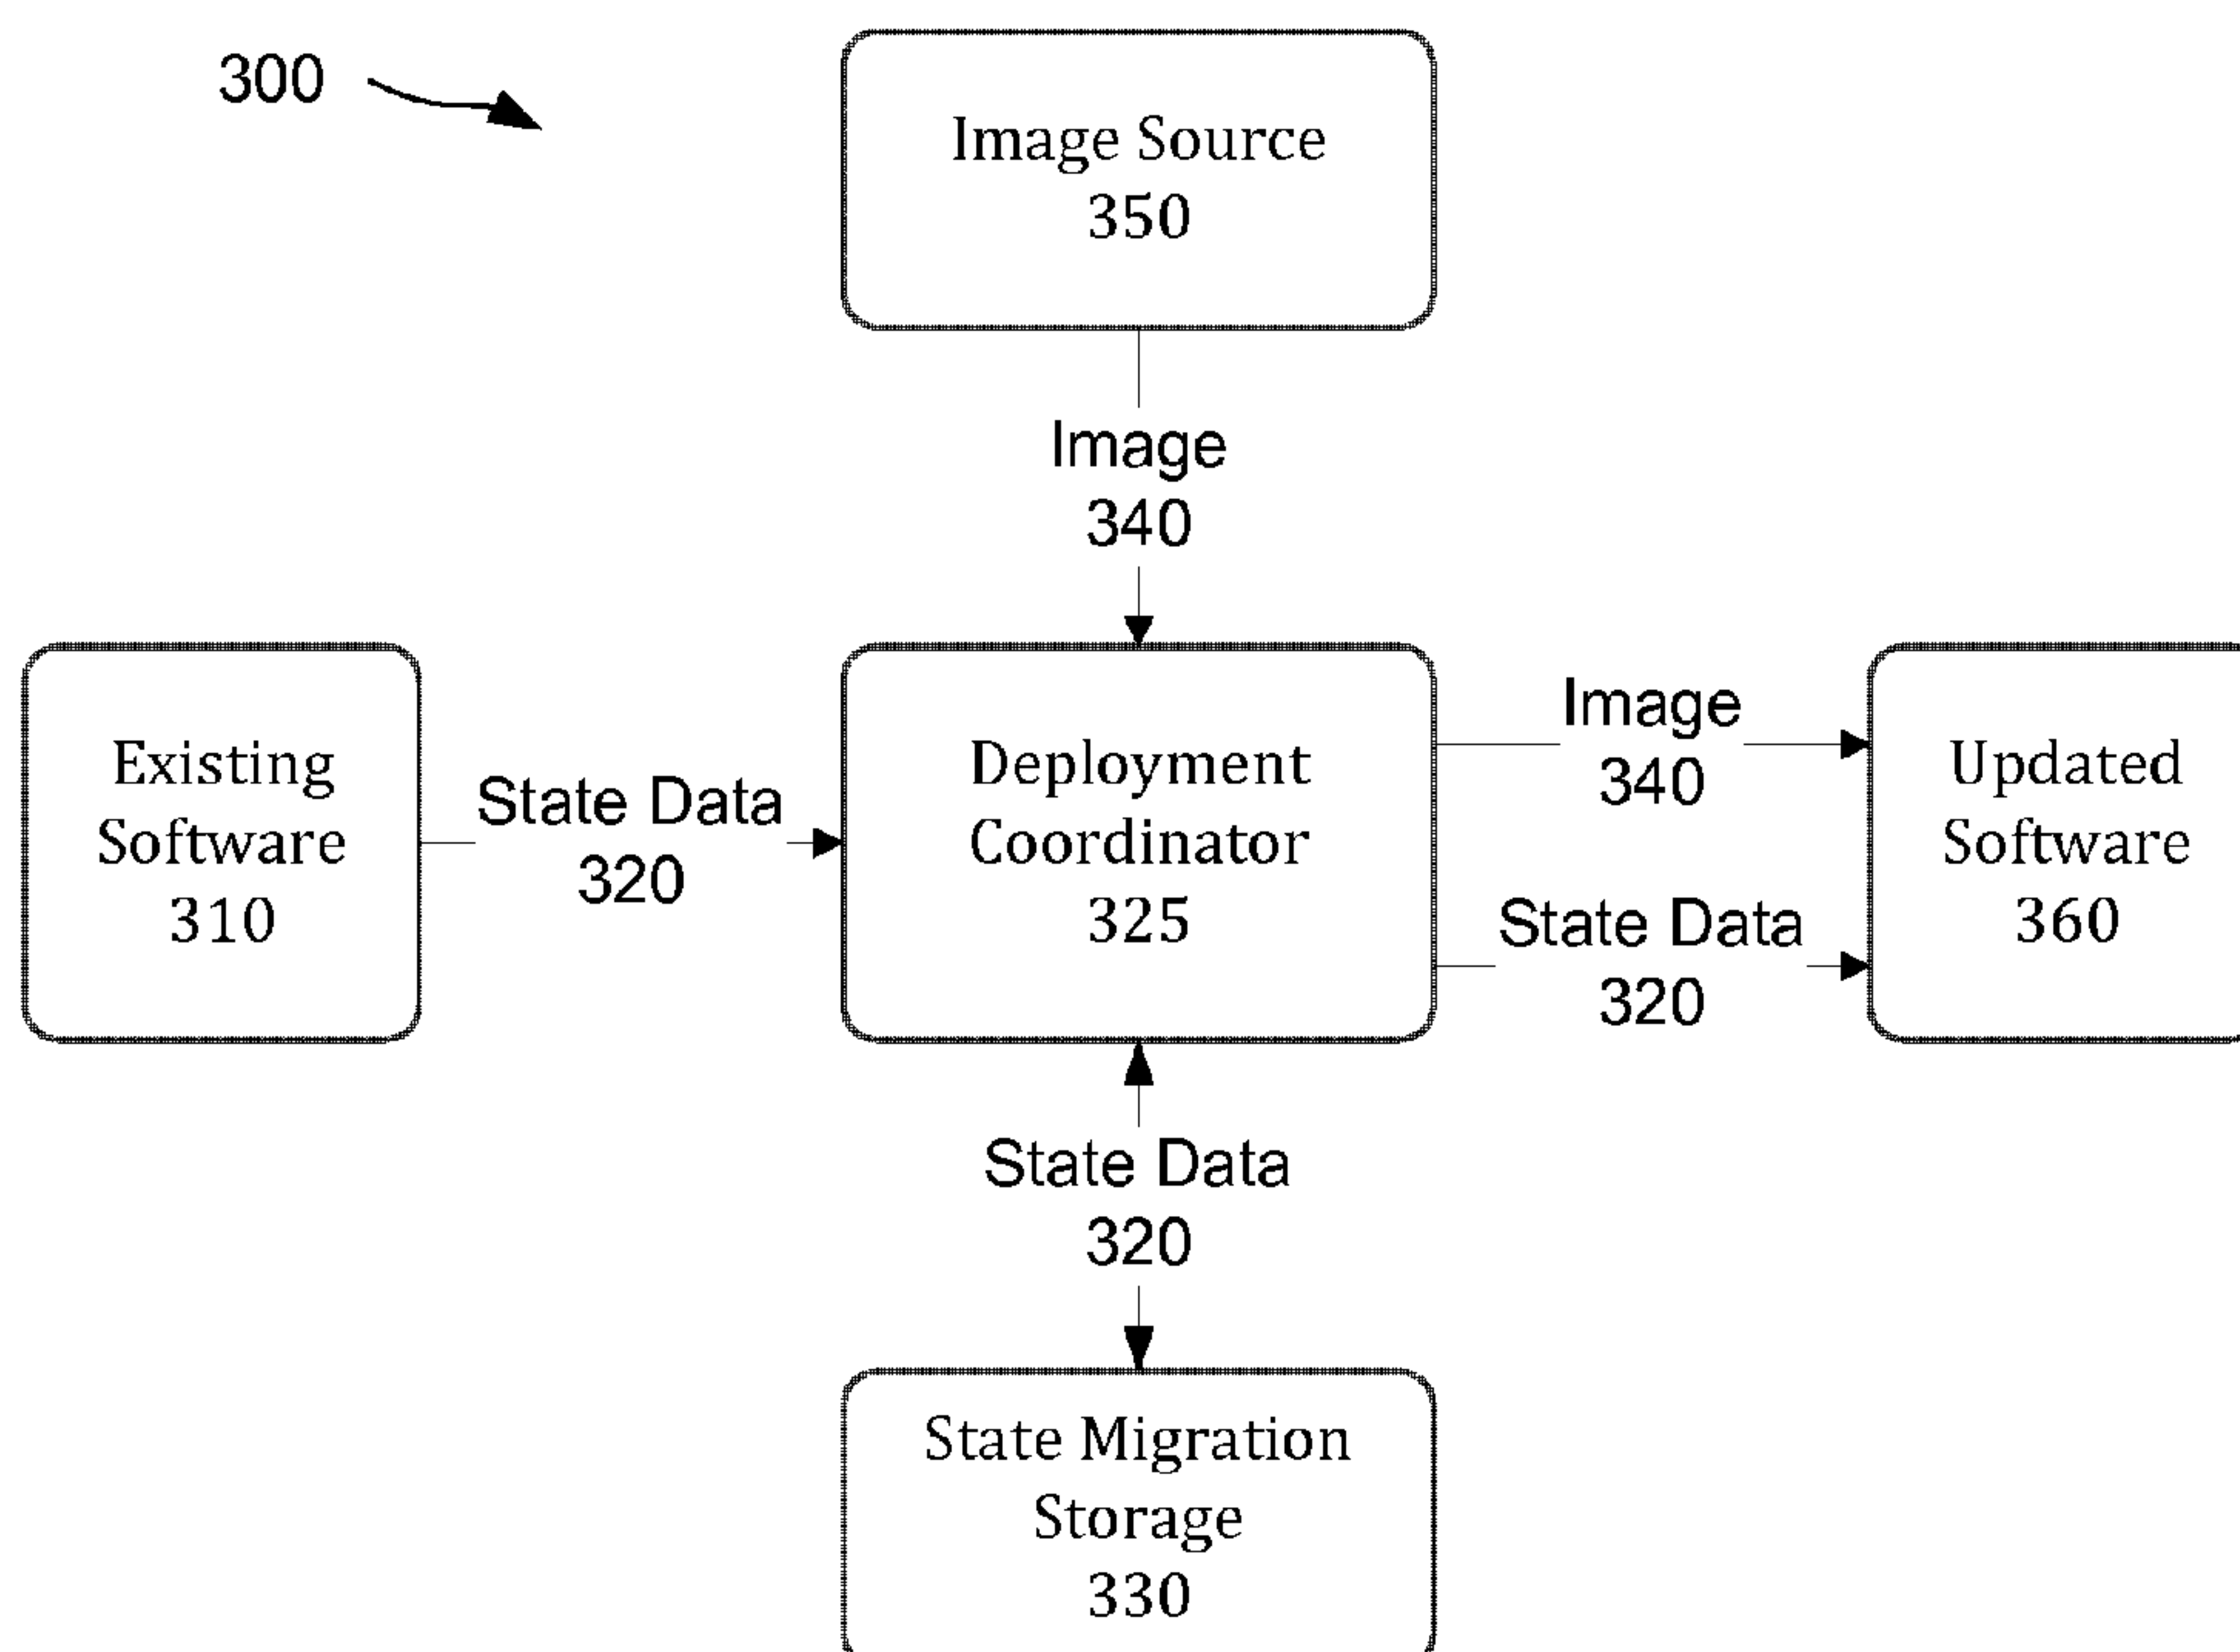 300
Image Source
350
Image
340
Existing
Software
310
State Data
320
Deployment
Coordinator
325
Image
340
State Data
320
Updated
Software
360
State Data
320
State Migration
Storage
330